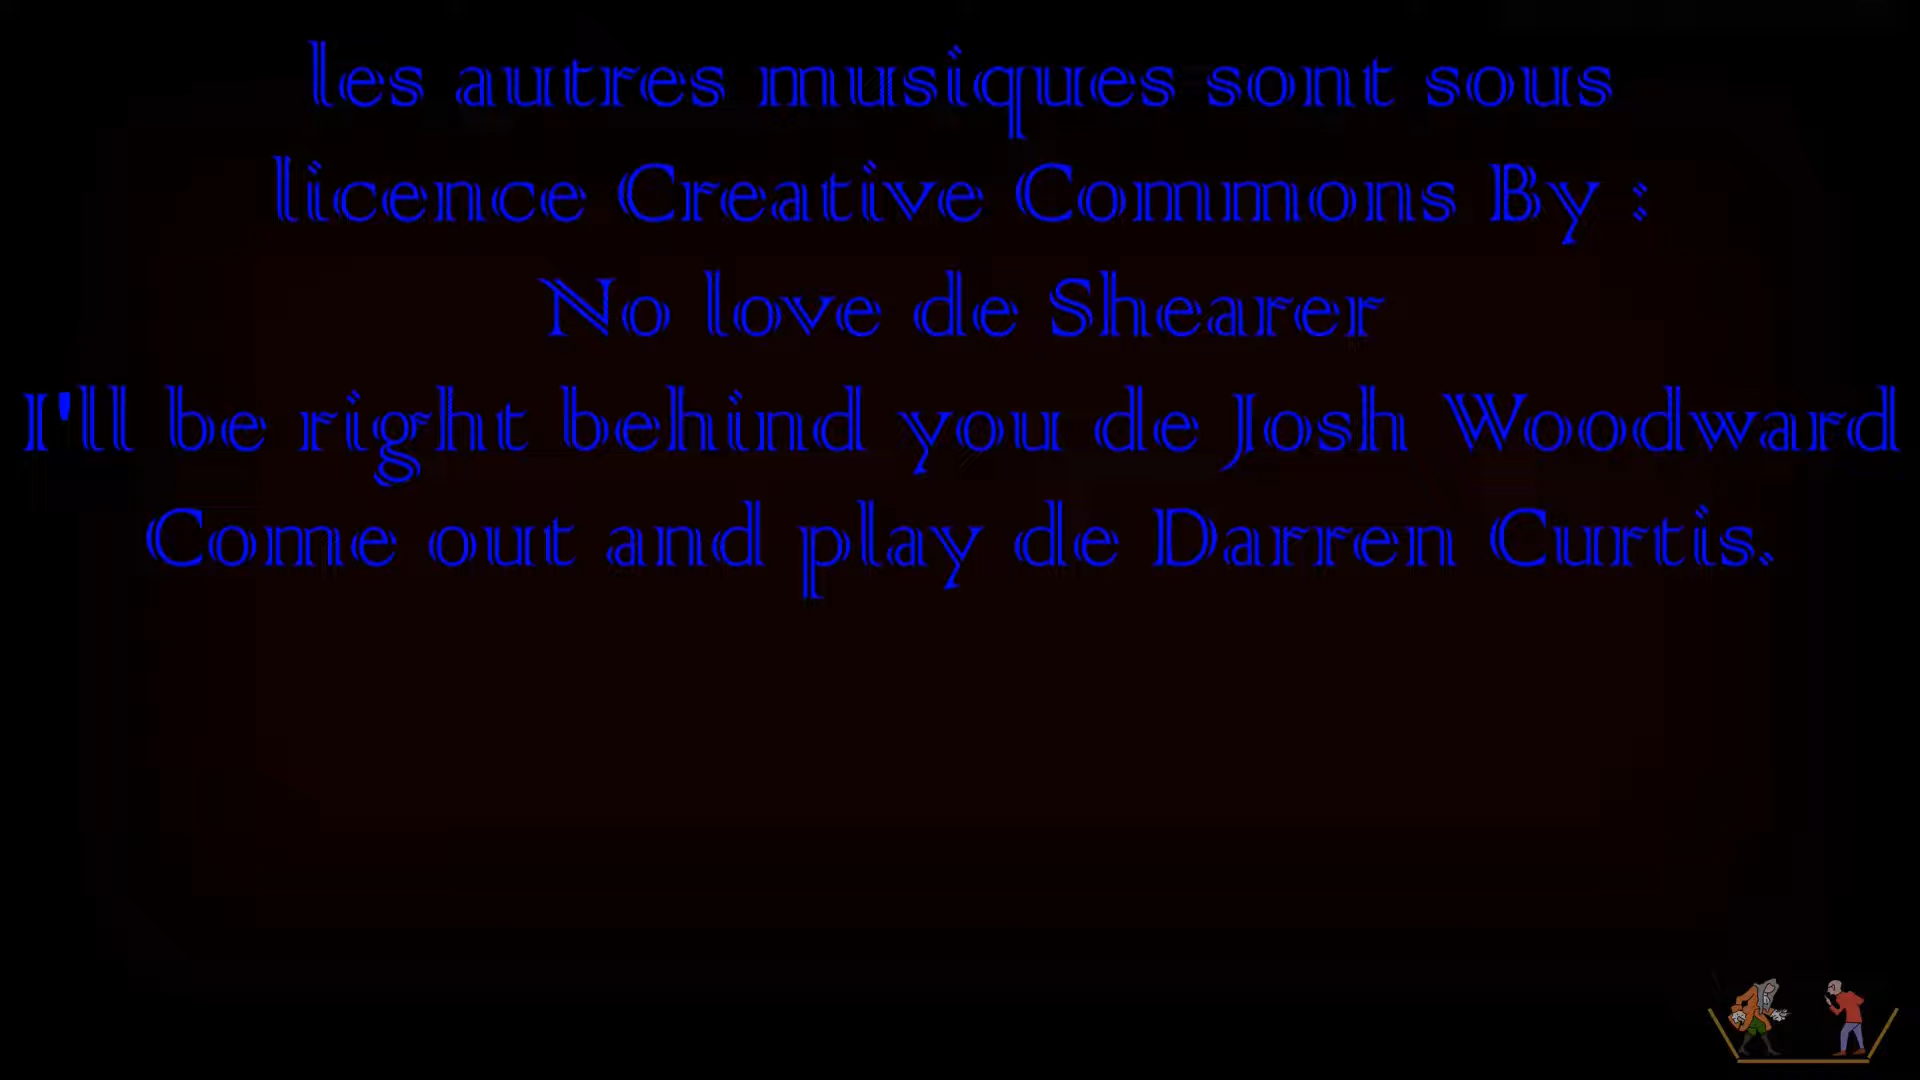 les autres musiques sont sous
licence Creative Commons By :
No love de Shearer
I'll be right behind you de Josh Woodward
Come out and play de Darren Curtis.